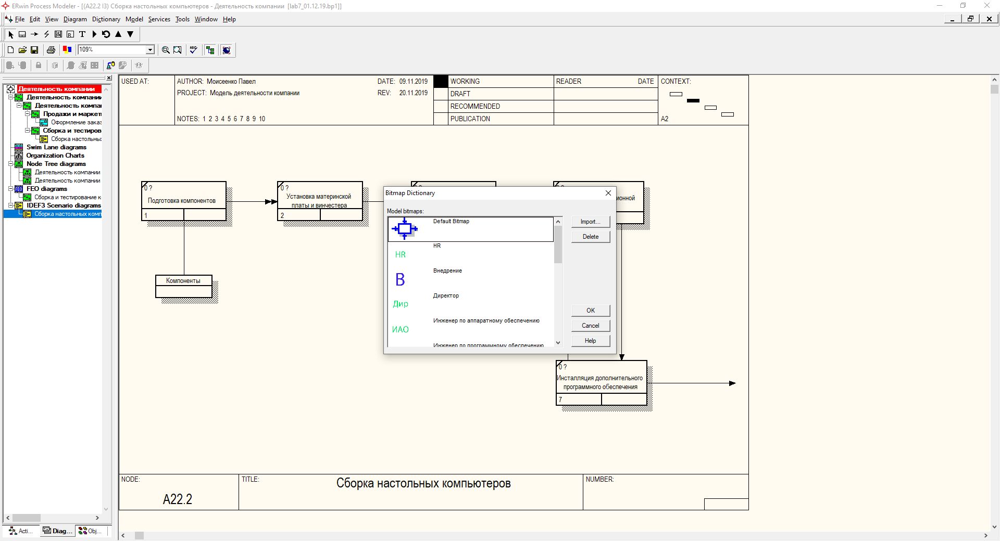 ERwin Process Modeler - [(A22.2 I3) Сборка настольных компьютеров - Деятельность компании [lab7_01.12.19.bp1]]
File Edit View Diagram Dictionary Model Services Tools Window Help
109%
Деятельность компании
Деятельность компании
Деятельность компа
Продажи и маркет
Оформление заказ
Сборка и тестиров
Сборка настольны
Swim Lane diagrams
Organization Charts
Node Tree diagrams
Деятельность компании
Деятельность компании
FEO diagrams
Сборка и тестирование к
IDEF3 Scenario diagrams
Сборка настольных комп
Acti... Diag... Obj...
USED AT:
AUTHOR: Моисеенко Павел
DATE: 09.11.2019
PROJECT: Модель деятельности компании
REV: 20.11.2019
NOTES: 1 2 3 4 5 6 7 8 9 10
WORKING
DRAFT
RECOMMENDED
PUBLICATION
READER DATE
CONTEXT:
A2
0 ?
Подготовка компонентов
1
0 ?
Установка материнской
платы и винчестера
2
ионной
Компоненты
Bitmap Dictionary
Model bitmaps:
Default Bitmap
HR
HR
Внедрение
В
Директор
Дир
Инженер по аппаратному обеспечению
ИАО
Инженер по программному обеспечению
Import...
Delete
OK
Cancel
Help
0 ?
Инсталляция дополнительного
программного обеспечения
7
NODE:
A22.2
TITLE:
Сборка настольных компьютеров
NUMBER: